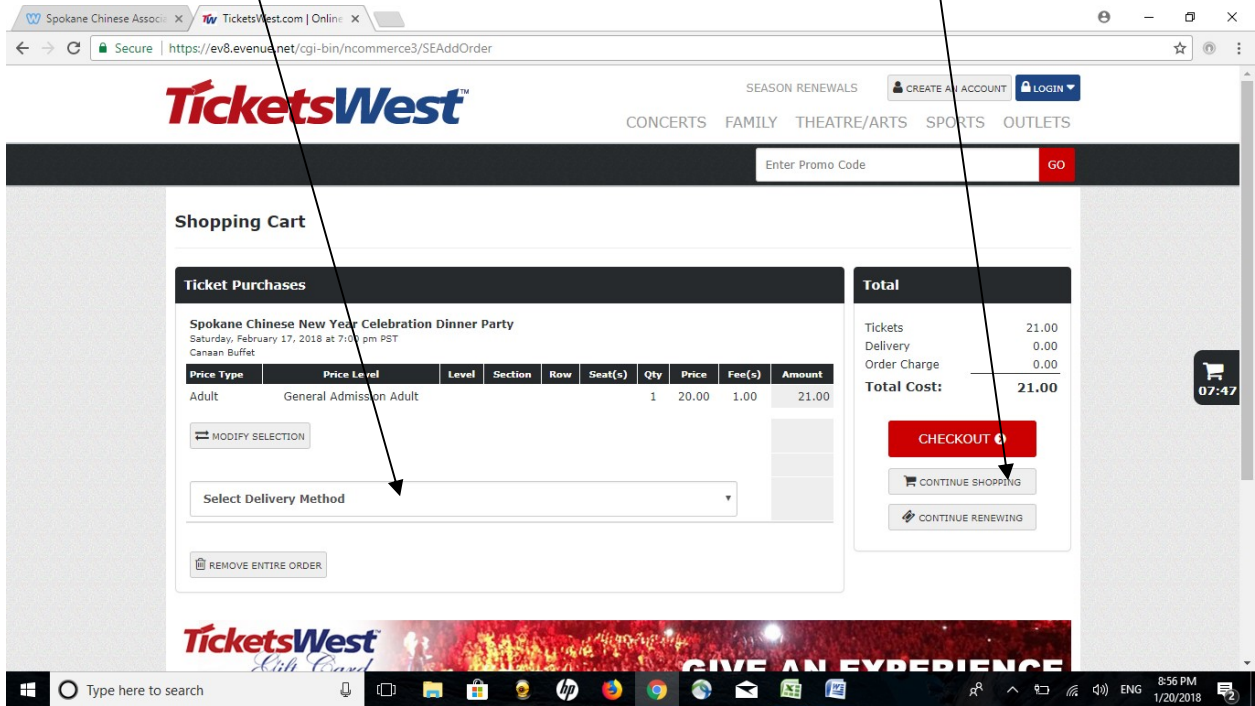 Spokane Chinese Associa
TicketsWest.com | Online
Secure
https://ev8.evenue.net/cgi-bin/ncommerce3/SEAddOrder
TicketsWest™
SEASON RENEWALS
CREATE AN ACCOUNT
LOGIN
CONCERTS FAMILY THEATRE/ARTS SPORTS OUTLETS
Enter Promo Code
GO
Shopping Cart
Ticket Purchases
Spokane Chinese New Year Celebration Dinner Party
Saturday, February 17, 2018 at 7:00 pm PST
Canaan Buffet
Price Type Price Level Level Section Row Seat(s) Qty Price Fee(s) Amount
Adult General Admission Adult 1 20.00 1.00 21.00
MODIFY SELECTION
Select Delivery Method
REMOVE ENTIRE ORDER
Total
Tickets 21.00
Delivery 0.00
Order Charge 0.00
Total Cost: 21.00
CHECKOUT
CONTINUE SHOPPING
CONTINUE RENEWING
07:47
TicketsWest
Gift Card
GIVE AN EXPERIENCE
Type here to search
hp
ENG
8:56 PM
1/20/2018
2